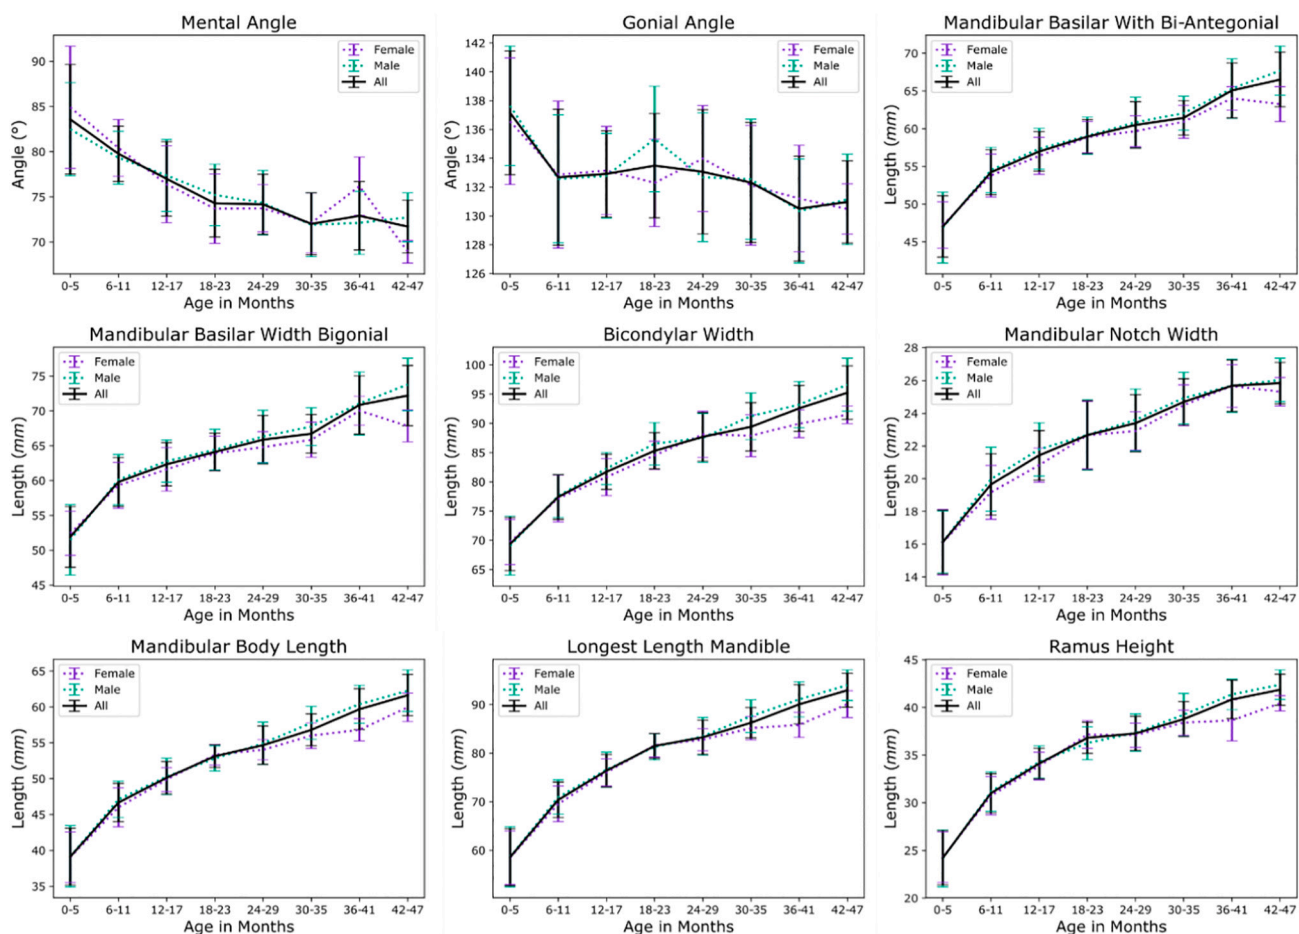 Mental Angle
Angle (°)
90
85
80
75
70
Female
Male
All
0-5 6-11 12-17 18-23 24-29 30-35 36-41 42-47
Age in Months
Gonial Angle
Angle (°)
142
140
138
136
134
132
130
128
126
Female
Male
All
0-5 6-11 12-17 18-23 24-29 30-35 36-41 42-47
Age in Months
Mandibular Basilar With Bi-Antegonial
Length (mm)
70
65
60
55
50
45
Female
Male
All
0-5 6-11 12-17 18-23 24-29 30-35 36-41 42-47
Age in Months
Mandibular Basilar Width Bigonial
Length (mm)
75
70
65
60
55
50
45
Female
Male
All
0-5 6-11 12-17 18-23 24-29 30-35 36-41 42-47
Age in Months
Bicondylar Width
Length (mm)
100
95
90
85
80
75
70
65
Female
Male
All
0-5 6-11 12-17 18-23 24-29 30-35 36-41 42-47
Age in Months
Mandibular Notch Width
Length (mm)
28
26
24
22
20
18
16
14
Female
Male
All
0-5 6-11 12-17 18-23 24-29 30-35 36-41 42-47
Age in Months
Mandibular Body Length
Length (mm)
65
60
55
50
45
40
35
Female
Male
All
0-5 6-11 12-17 18-23 24-29 30-35 36-41 42-47
Age in Months
Longest Length Mandible
Length (mm)
90
80
70
60
Female
Male
All
0-5 6-11 12-17 18-23 24-29 30-35 36-41 42-47
Age in Months
Ramus Height
Length (mm)
45
40
35
30
25
20
Female
Male
All
0-5 6-11 12-17 18-23 24-29 30-35 36-41 42-47
Age in Months